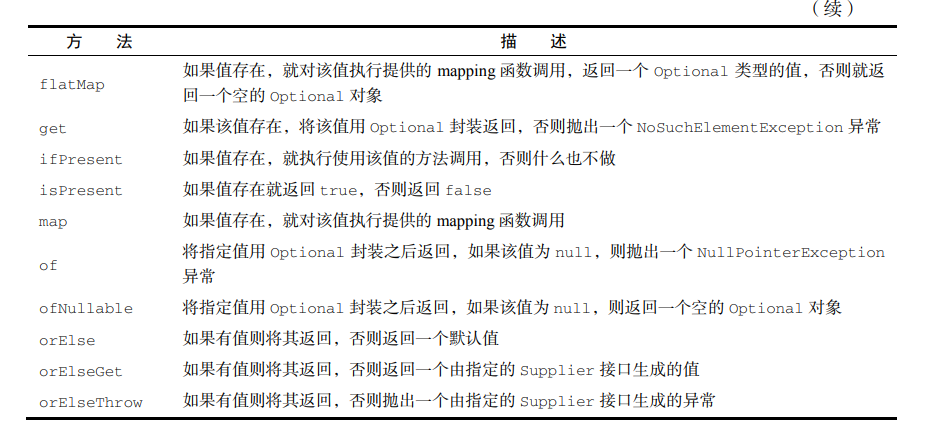 （续）
方 法 描 述
flatMap 如果值存在，就对该值执行提供的 mapping 函数调用，返回一个 Optional 类型的值，否则就返
回一个空的 Optional 对象
get 如果该值存在，将该值用 Optional 封装返回，否则抛出一个 NoSuchElementException 异常
ifPresent 如果值存在，就执行使用该值的方法调用，否则什么也不做
isPresent 如果值存在就返回 true，否则返回 false
map 如果值存在，就对该值执行提供的 mapping 函数调用
of 将指定值用 Optional 封装之后返回，如果该值为 null，则抛出一个 NullPointerException
异常
ofNullable 将指定值用 Optional 封装之后返回，如果该值为 null，则返回一个空的 Optional 对象
orElse 如果有值则将其返回，否则返回一个默认值
orElseGet 如果有值则将其返回，否则返回一个由指定的 Supplier 接口生成的值
orElseThrow 如果有值则将其返回，否则抛出一个由指定的 Supplier 接口生成的异常